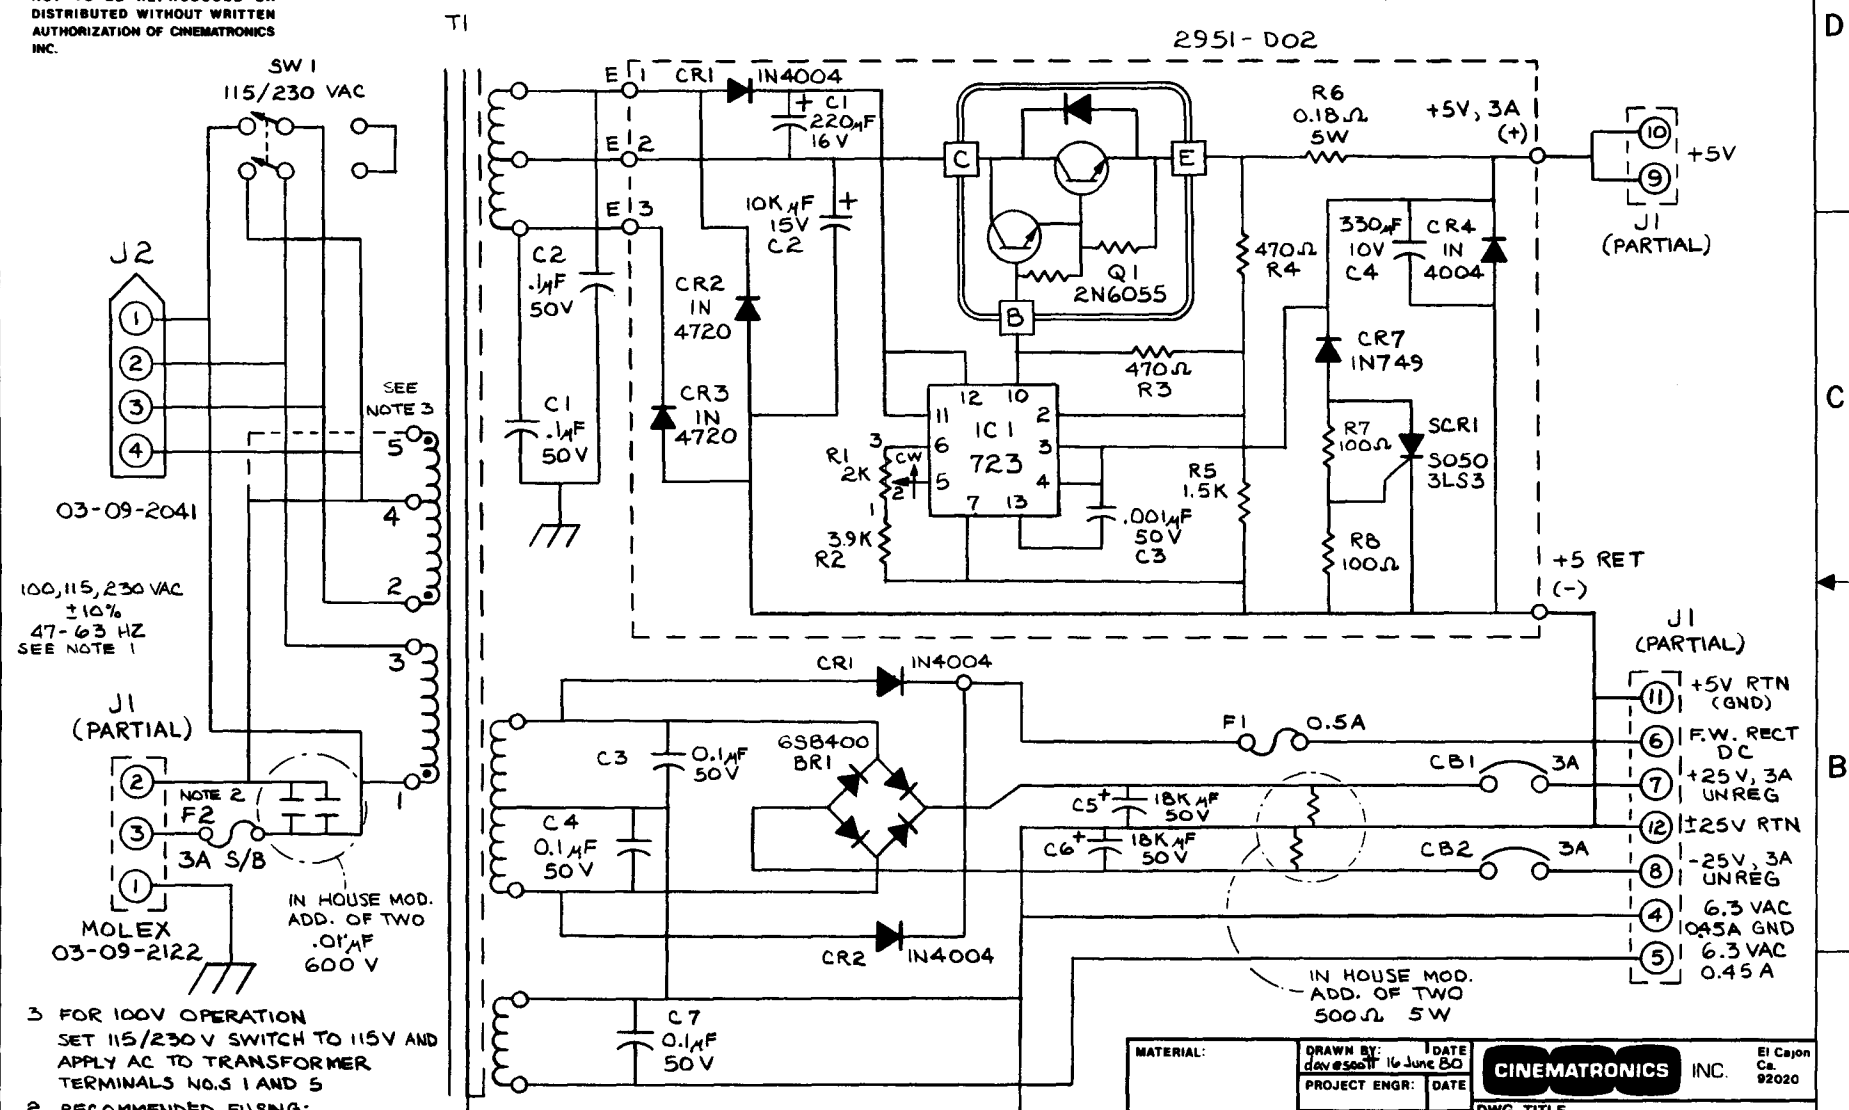 DISTRIBUTED WITHOUT WRITTEN
AUTHORIZATION OF CINEMATRONICS
INC.
T1
2951-D02
D
SW1
115/230 VAC
E 1
CR1
IN4004
+ C1
220µF
16V
R6
0.18Ω
5W
+5V, 3A
(+)
10
9
+5V
J1
(PARTIAL)
E 2
C
E
10KµF
15V
C2
+
E 3
C2
.1µF
50V
Q1
2N6055
B
470Ω
R4
330µF
10V
C4
CR4
IN
4004
J2
1
2
3
4
03-09-2041
CR2
IN
4720
CR3
IN
4720
470Ω
R3
CR7
IN749
C
SEE
NOTE 3
5
4
2
3
1
C1
.1µF
50V
12 10
11 2
IC1
6 3
723
5 4
7 13
3
R1
2K
CW
2
1
3.9K
R2
R5
1.5K
.001µF
50V
C3
R7
100Ω
SCR1
S050
3LS3
R8
100Ω
+5 RET
(-)
100,115,230 VAC
±10%
47-63 HZ
SEE NOTE 1
J1
(PARTIAL)
2
3
1
NOTE 2
F2
3A S/B
MOLEX
03-09-2122
IN HOUSE MOD.
ADD. OF TWO
.01µF
600 V
CR1
IN4004
C3
0.1µF
50V
6SB400
BR1
C4
0.1µF
50V
CR2
IN4004
C7
0.1µF
50V
F1
0.5A
C5 +
18KµF
50V
C6 +
18KµF
50V
CB1
3A
CB2
3A
IN HOUSE MOD.
ADD. OF TWO
500Ω 5W
J1
(PARTIAL)
11 +5V RTN
(GND)
6 F.W. RECT
DC
7 +25V, 3A
UNREG
12 ±25V RTN
8 -25V, 3A
UNREG
4 6.3 VAC
0.45A GND
5 6.3 VAC
0.45A
B
3 FOR 100V OPERATION
SET 115/230V SWITCH TO 115V AND
APPLY AC TO TRANSFORMER
TERMINALS NO.S 1 AND 5
2 RECOMMENDED FUSING:
MATERIAL:
DRAWN BY:
DATE
dave scott 16 June 80
PROJECT ENGR:
DATE
CINEMATRONICS INC.
El Cajon
Ca.
92020
DWG TITLE